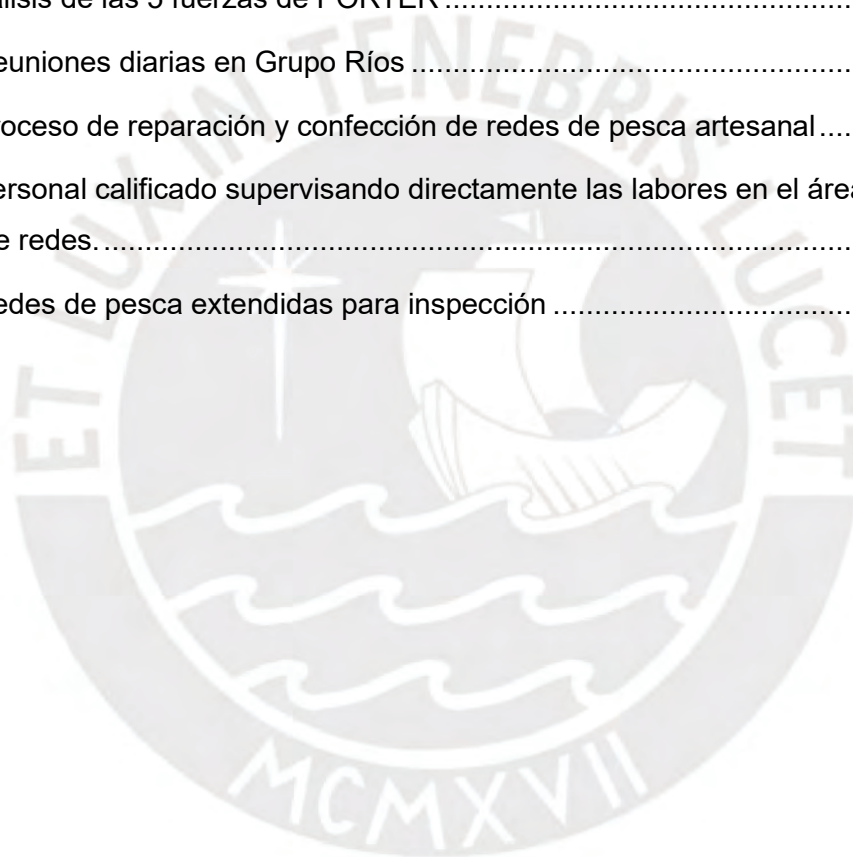 álisis de las 5 fuerzas de PORTER........................................................
euniones diarias en Grupo Ríos............................................................
roceso de reparación y confección de redes de pesca artesanal....
ersonal calificado supervisando directamente las labores en el área
e redes...........................................................................................................
edes de pesca extendidas para inspección..........................................
ET LUX IN TENEBRIS LUCET
MCMXVII